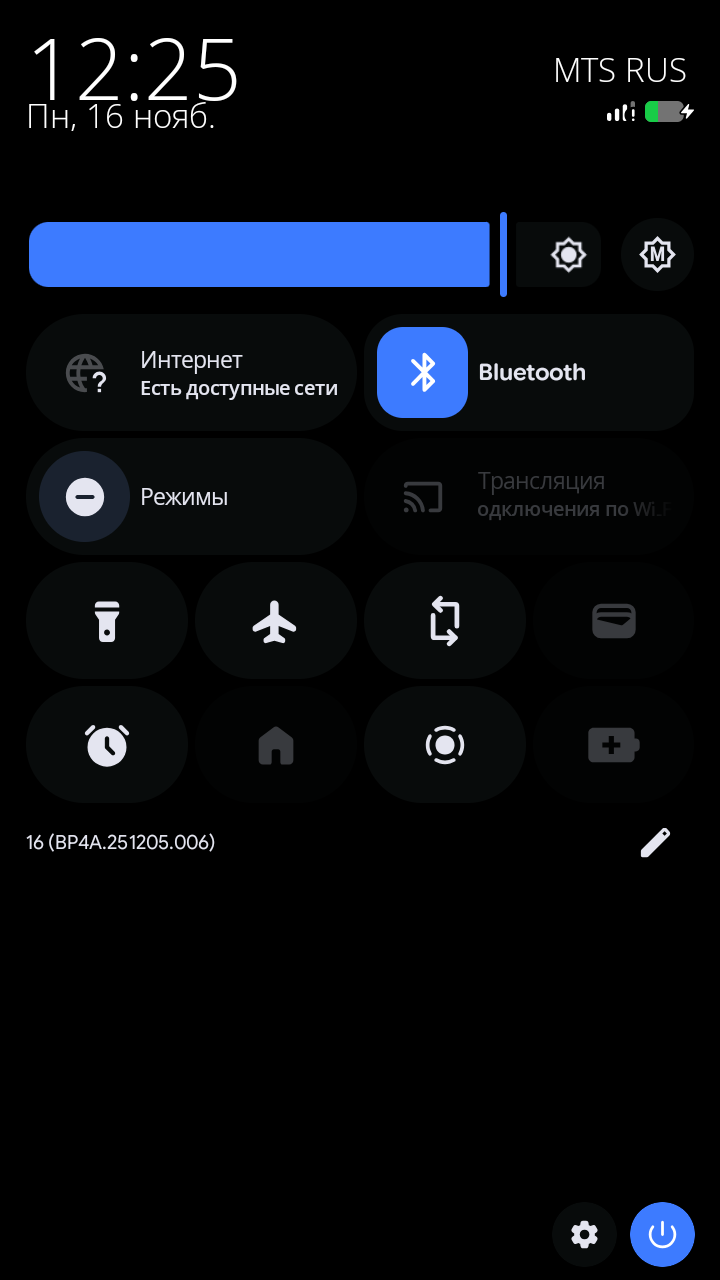 12:25
MTS RUS
Пн, 16 нояб.
M
Интернет
Есть доступные сети
Bluetooth
Режимы
Трансляция
одключения по Wi-F
16 (BP4A.251205.006)